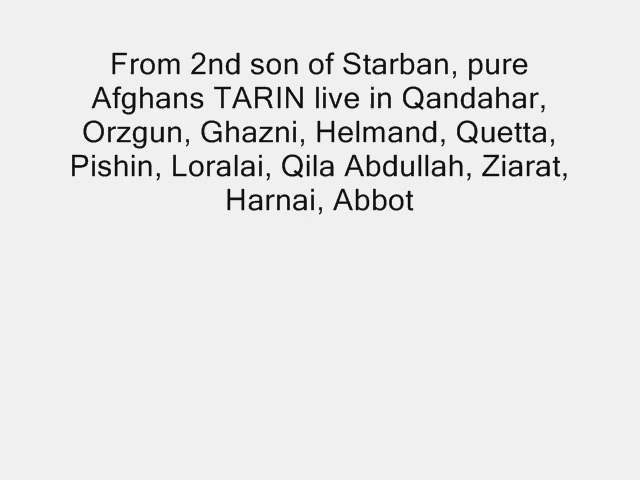 From 2nd son of Starban, pure
Afghans TARIN live in Qandahar,
Orzgun, Ghazni, Helmand, Quetta,
Pishin, Loralai, Qila Abdullah, Ziarat,
Harnai, Abbot